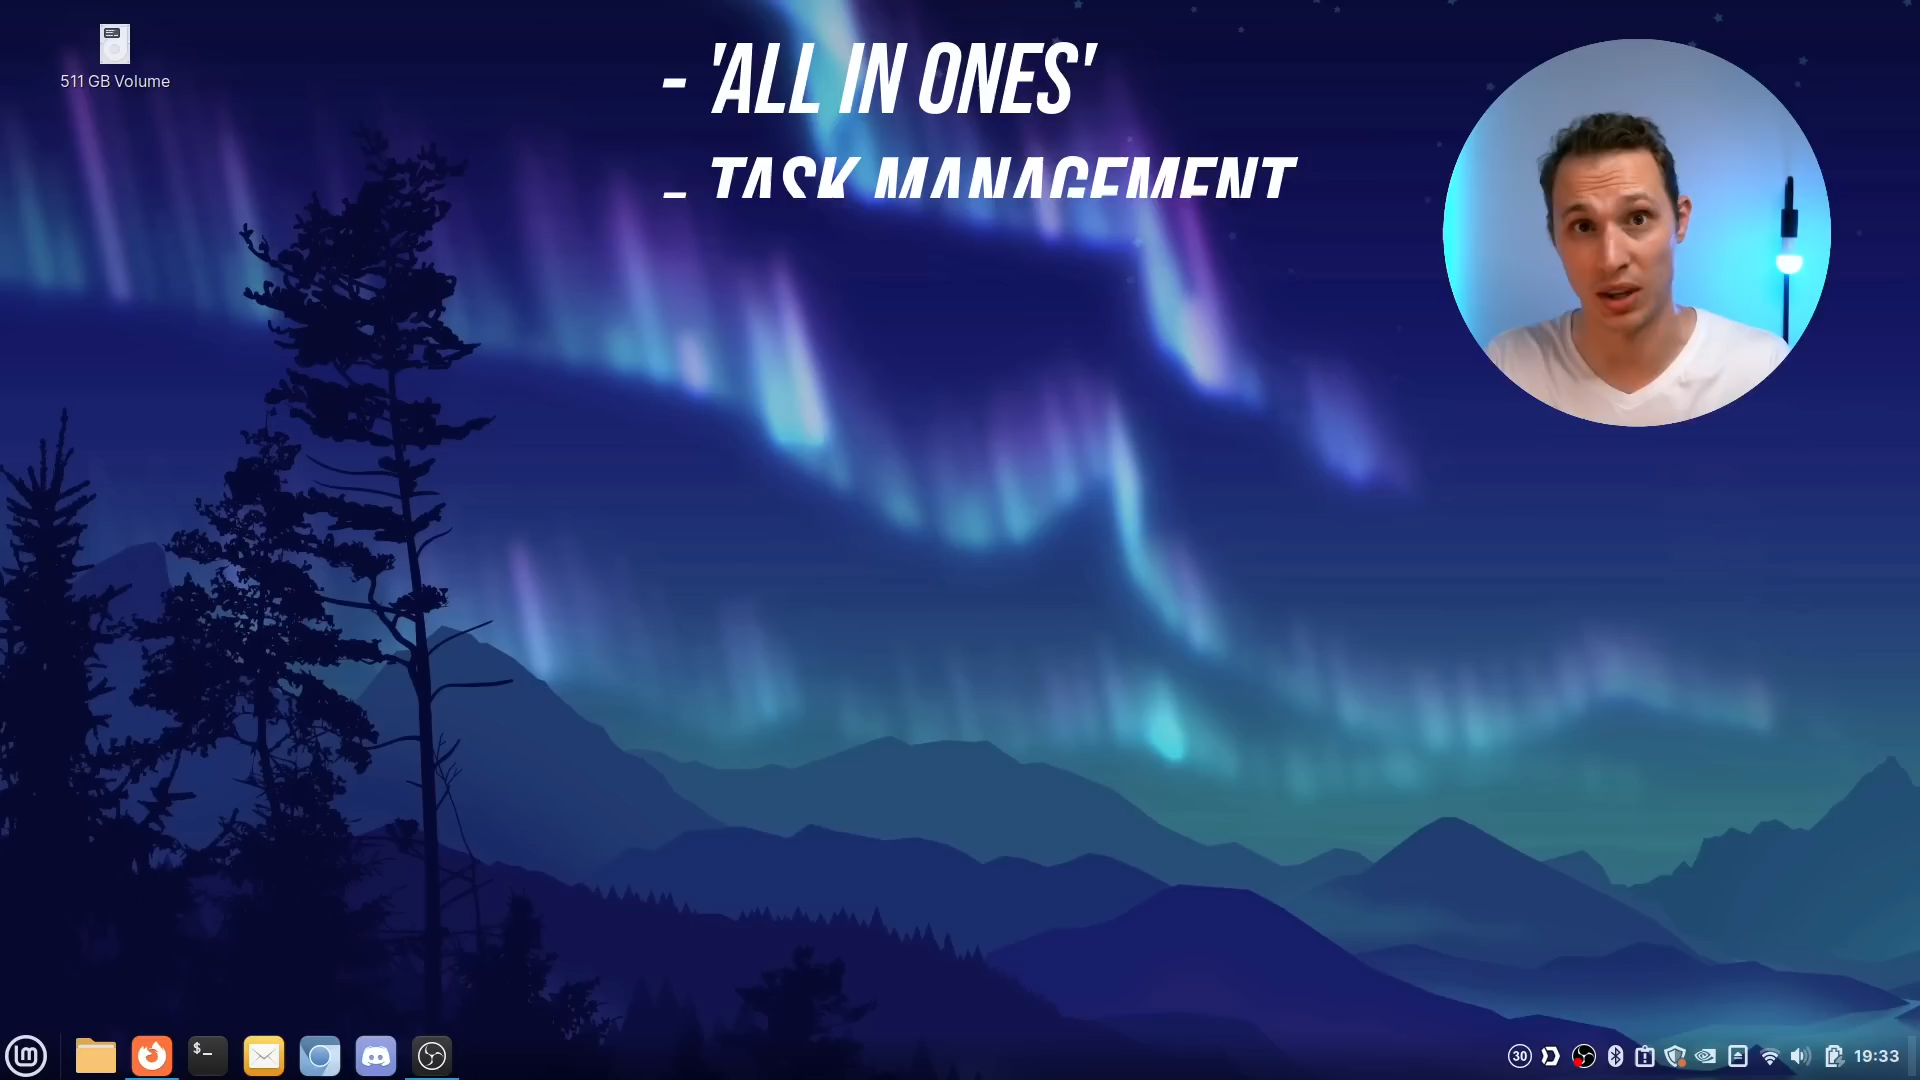 - 'ALL IN ONES'
- TASK MANAGEMENT
511 GB Volume
$_
30
19:33